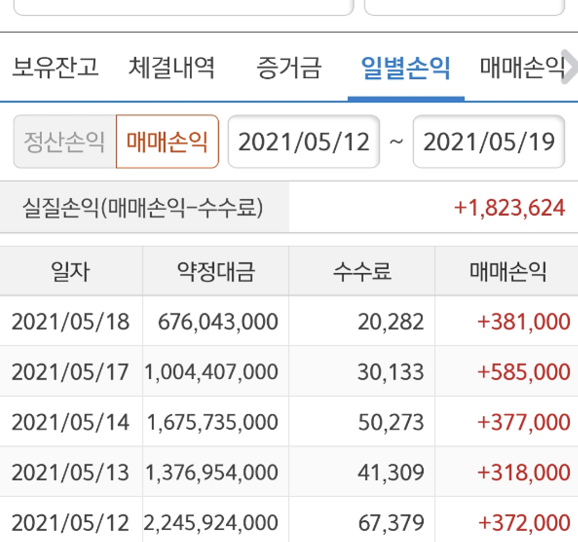 보유잔고 체결내역 증거금 일별손익 매매손익
정산손익 매매손익 2021/05/12 ~ 2021/05/19
실질손익(매매손익-수수료) +1,823,624
일자 약정대금 수수료 매매손익
2021/05/18 676,043,000 20,282 +381,000
2021/05/17 1,004,407,000 30,133 +585,000
2021/05/14 1,675,735,000 50,273 +377,000
2021/05/13 1,376,954,000 41,309 +318,000
2021/05/12 2,245,924,000 67,379 +372,000